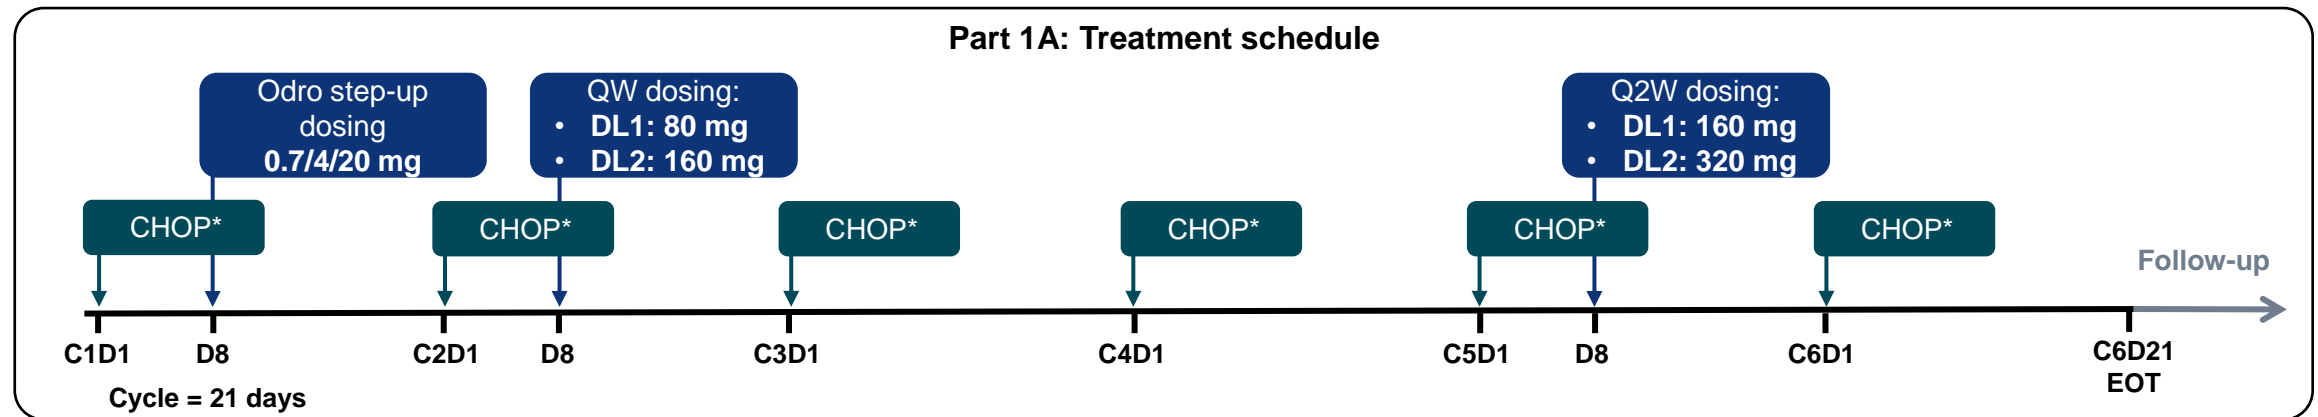 Part 1A: Treatment schedule
Odro step-up
dosing
0.7/4/20 mg
QW dosing:
• DL1: 80 mg
• DL2: 160 mg
Q2W dosing:
• DL1: 160 mg
• DL2: 320 mg
CHOP*
CHOP*
CHOP*
CHOP*
CHOP*
CHOP*
Follow-up
C1D1
D8
C2D1
D8
C3D1
C4D1
C5D1
D8
C6D1
C6D21
EOT
Cycle = 21 days